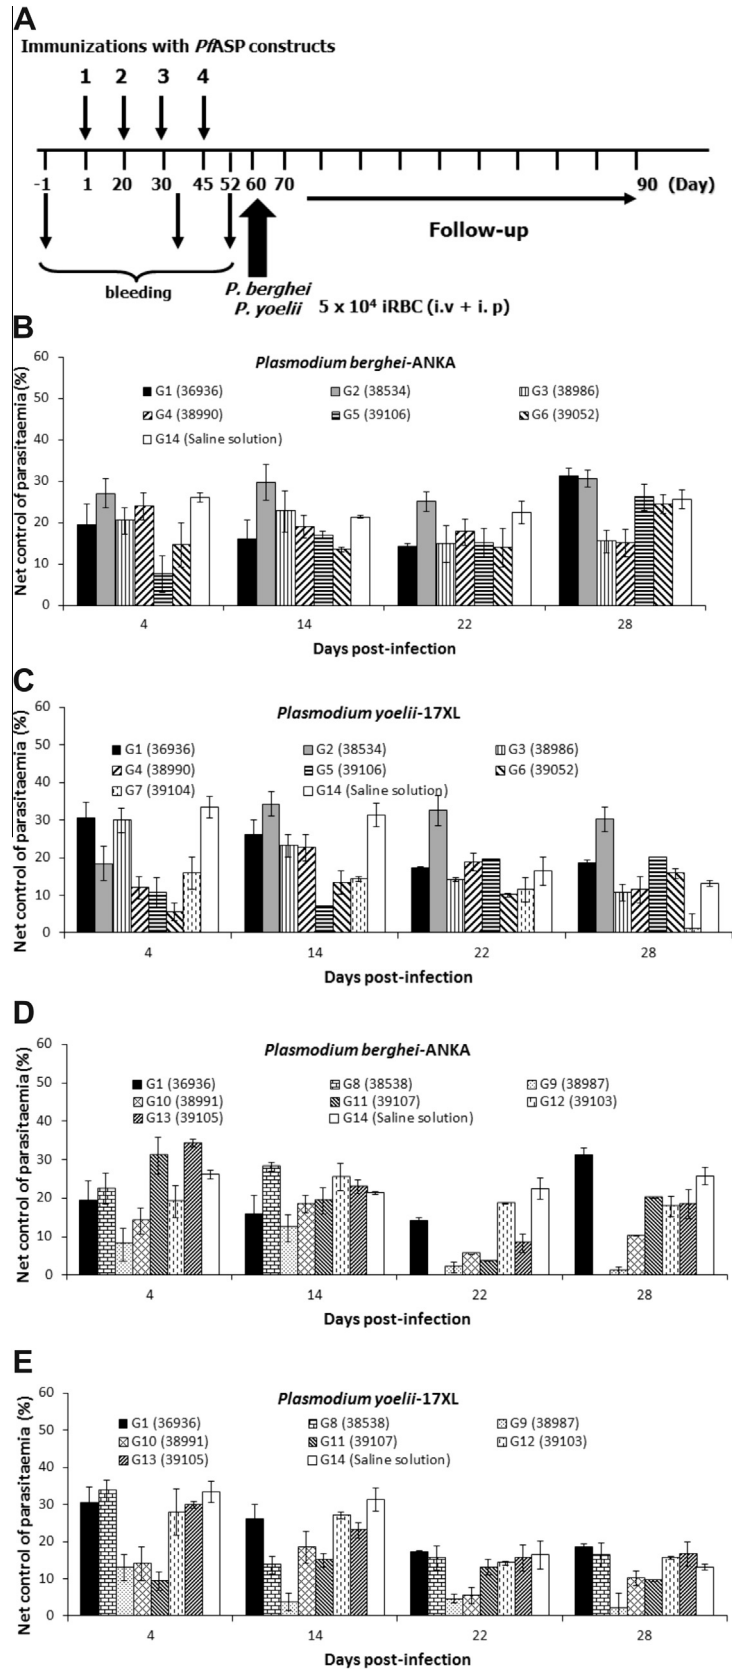 A
Immunizations with PfASP constructs
1 2 3 4
-1 1 20 30 45 52 60 70 90 (Day)
Follow-up
bleeding
P. berghei
P. yoelii 5 x 10⁴ iRBC (i.v + i. p)
B
Net control of parasitaemia (%)
60
50
40
30
20
10
0
Plasmodium berghei-ANKA
G1 (36936) G2 (38534) G3 (38986)
G4 (38990) G5 (39106) G6 (39052)
G14 (Saline solution)
4 14 22 28
Days post-infection
C
Net control of parasitaemia (%)
60
50
40
30
20
10
0
Plasmodium yoelii-17XL
G1 (36936) G2 (38534) G3 (38986)
G4 (38990) G5 (39106) G6 (39052)
G7 (39104) G14 (Saline solution)
4 14 22 28
Days post-infection
D
Net control of parasitaemia (%)
60
50
40
30
20
10
0
Plasmodium berghei-ANKA
G1 (36936) G8 (38538) G9 (38987)
G10 (38991) G11 (39107) G12 (39103)
G13 (39105) G14 (Saline solution)
4 14 22 28
Days post-infection
E
Net control of parasitaemia (%)
60
50
40
30
20
10
0
Plasmodium yoelii-17XL
G1 (36936) G8 (38538) G9 (38987)
G10 (38991) G11 (39107) G12 (39103)
G13 (39105) G14 (Saline solution)
4 14 22 28
Days post-infection